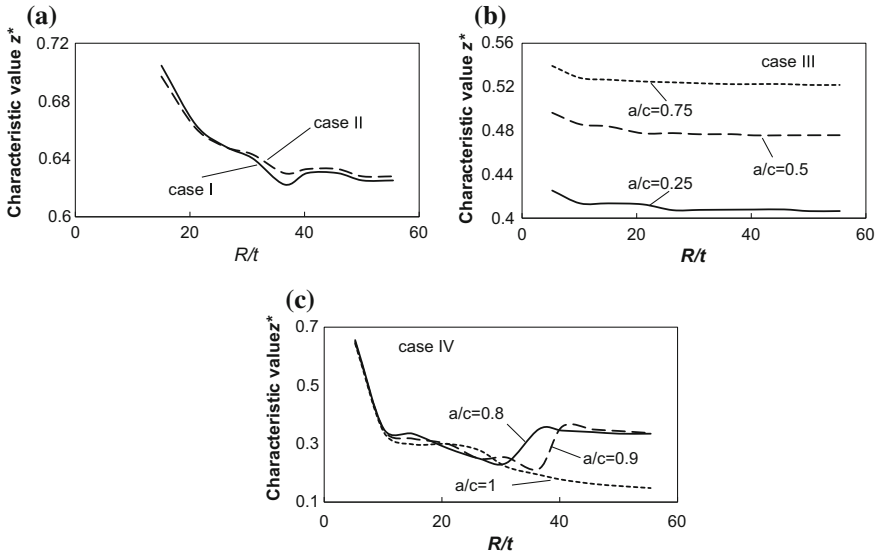 (a)
Characteristic value z*
0.72
0.68
0.64
0.6
case II
case I
0
20
40
60
R/t
(b)
Characteristic value z*
0.56
0.52
0.48
0.44
0.4
case III
a/c=0.75
a/c=0.5
a/c=0.25
0
20
40
60
R/t
(c)
Characteristic valuez*
0.7
0.5
0.3
0.1
case IV
a/c=0.8
a/c=0.9
a/c=1
0
20
40
60
R/t